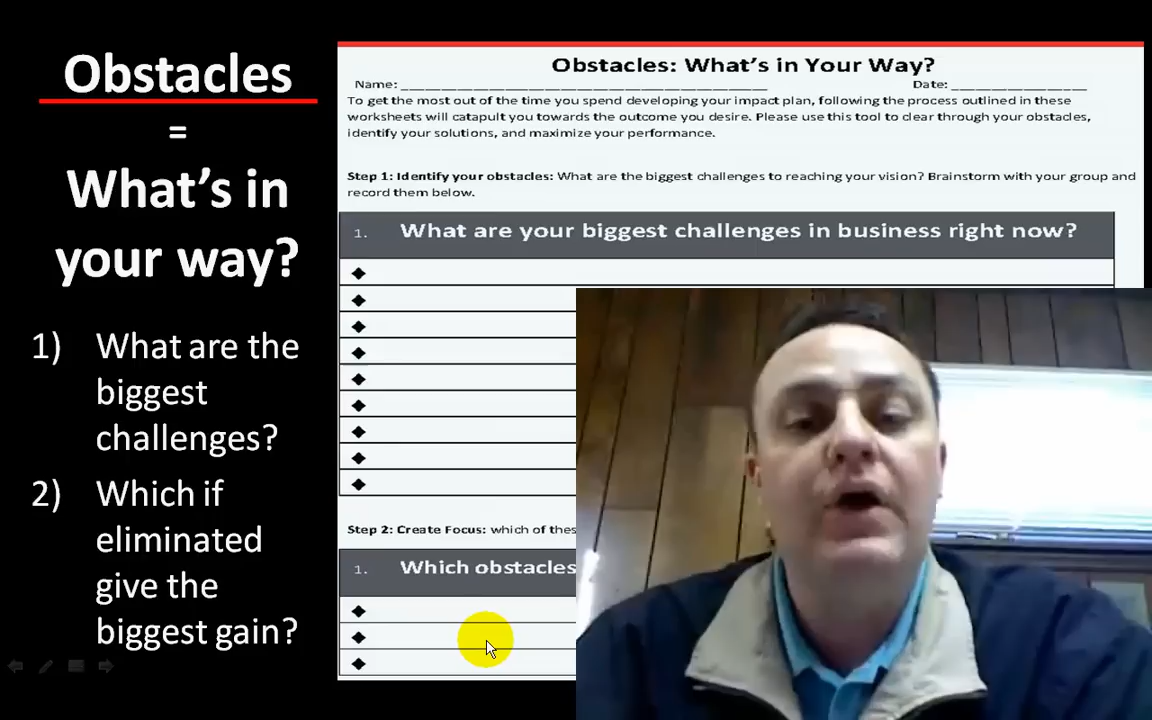 Obstacles
=
What's in
your way?
1) What are the
biggest
challenges?
2) Which if
eliminated
give the
biggest gain?
Obstacles: What's in Your Way?
Name: Date:
To get the most out of the time you spend developing your impact plan, following the process outlined in these
worksheets will catapult you towards the outcome you desire. Please use this tool to clear through your obstacles,
identify your solutions, and maximize your performance.
Step 1: Identify your obstacles: What are the biggest challenges to reaching your vision? Brainstorm with your group and
record them below.
1. What are your biggest challenges in business right now?
Step 2: Create Focus: which of thes
1. Which obstacles